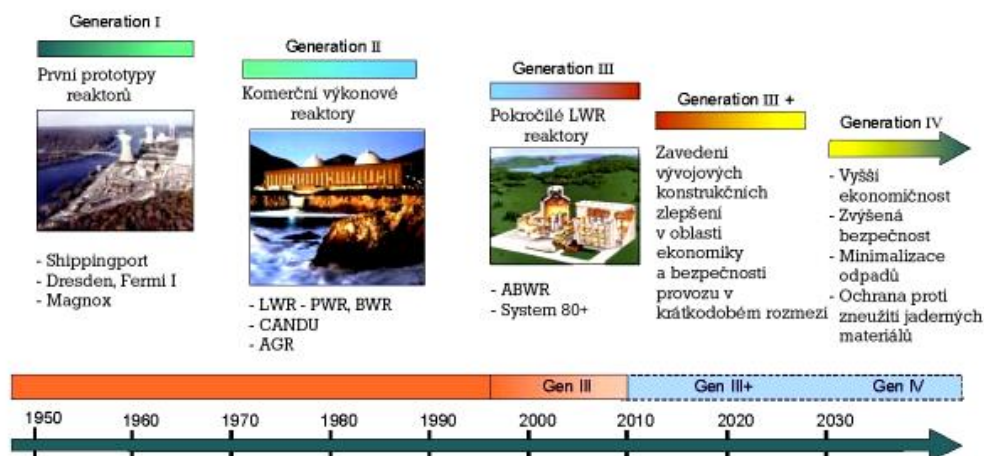 Generation I
První prototypy
reaktorů
- Shippingport
- Dresden, Fermi I
- Magnox
Generation II
Komerční výkonové
reaktory
- LWR - PWR, BWR
- CANDU
- AGR
Generation III
Pokročilé LWR
reaktory
- ABWR
- System 80+
Generation III +
Zavedení
vývojových
konstrukčních
zlepšení
v oblasti
ekonomiky
a bezpečnosti
provozu v
krátkodobém rozmezí
Generation IV
- Vyšší
ekonomičnost
- Zvýšená
bezpečnost
- Minimalizace
odpadů
- Ochrana proti
zneužití jaderných
materiálů
Gen III
Gen III+
Gen IV
1950
1960
1970
1980
1990
2000
2010
2020
2030